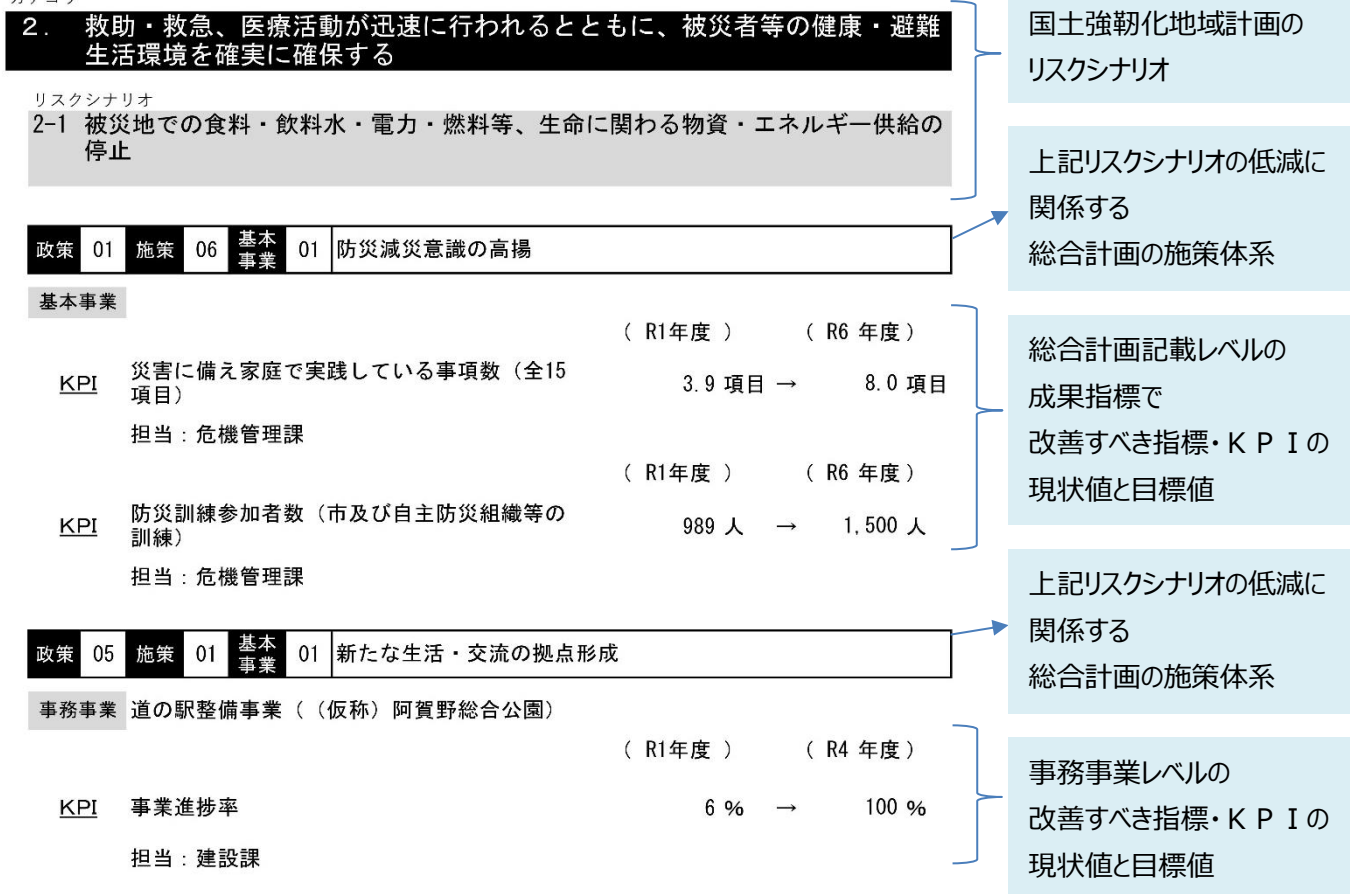 カテゴリ
２． 救助・救急、医療活動が迅速に行われるとともに、被災者等の健康・避難
生活環境を確実に確保する
リスクシナリオ
2-1 被災地での食料・飲料水・電力・燃料等、生命に関わる物資・エネルギー供給の
停止
国土強靭化地域計画の
リスクシナリオ
政策 01 施策 06 基本事業 01 防災減災意識の高揚
上記リスクシナリオの低減に
関係する
総合計画の施策体系
基本事業
（ R1年度 ） （ R6 年度）
KPI 災害に備え家庭で実践している事項数（全15
項目） 3.9 項目 → 8.0 項目
担当：危機管理課
（ R1年度 ） （ R6 年度）
KPI 防災訓練参加者数（市及び自主防災組織等の
訓練） 989 人 → 1,500 人
担当：危機管理課
総合計画記載レベルの
成果指標で
改善すべき指標・ＫＰＩの
現状値と目標値
政策 05 施策 01 基本事業 01 新たな生活・交流の拠点形成
上記リスクシナリオの低減に
関係する
総合計画の施策体系
事務事業 道の駅整備事業（（仮称）阿賀野総合公園）
（ R1年度 ） （ R4 年度）
KPI 事業進捗率 6 % → 100 %
担当：建設課
事務事業レベルの
改善すべき指標・ＫＰＩの
現状値と目標値